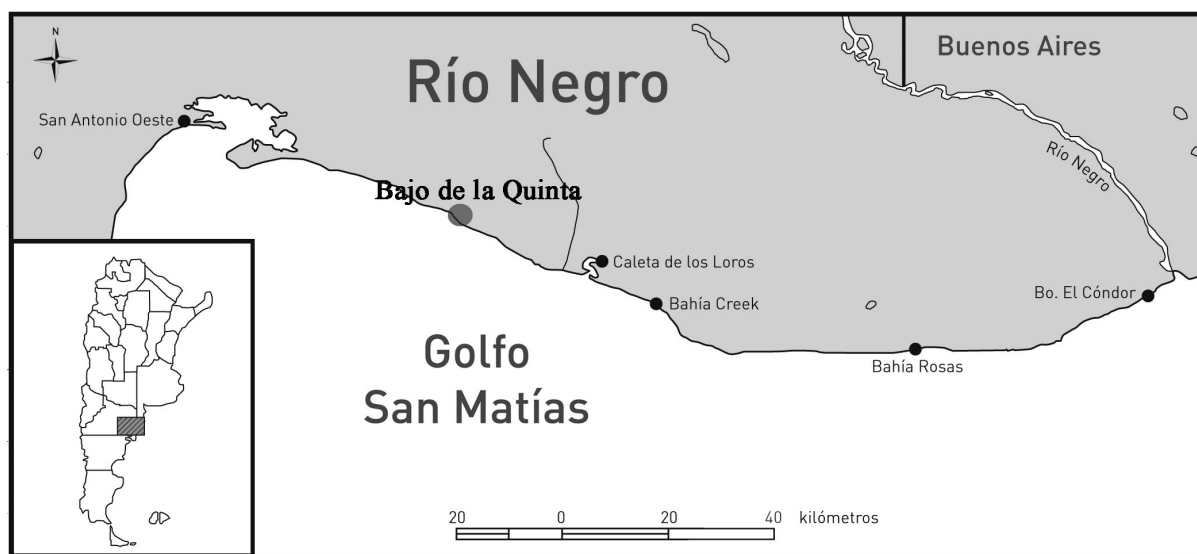 N
Buenos Aires
Río Negro
San Antonio Oeste
Río Negro
Bajo de la Quinta
Caleta de los Loros
Bahía Creek
Bo. El Cóndor
Golfo
San Matías
Bahía Rosas
20 0 20 40 kilómetros